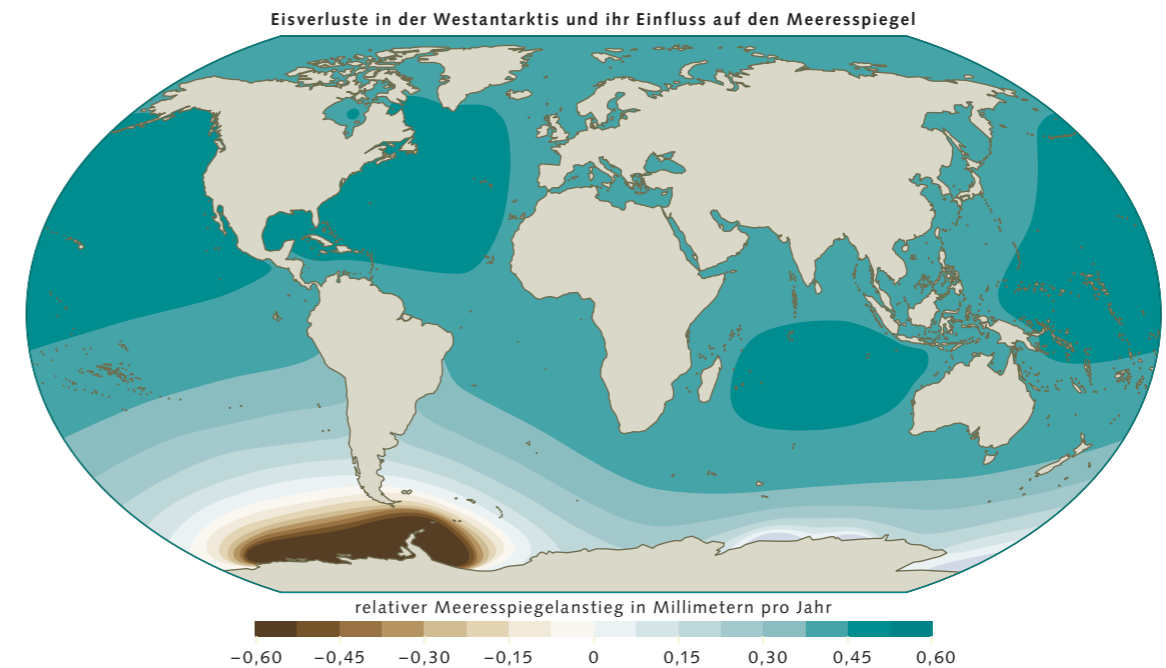 Eisverluste in der Westantarktis und ihr Einfluss auf den Meeresspiegel
relativer Meeresspiegelanstieg in Millimetern pro Jahr
−0,60 −0,45 −0,30 −0,15 0 0,15 0,30 0,45 0,60